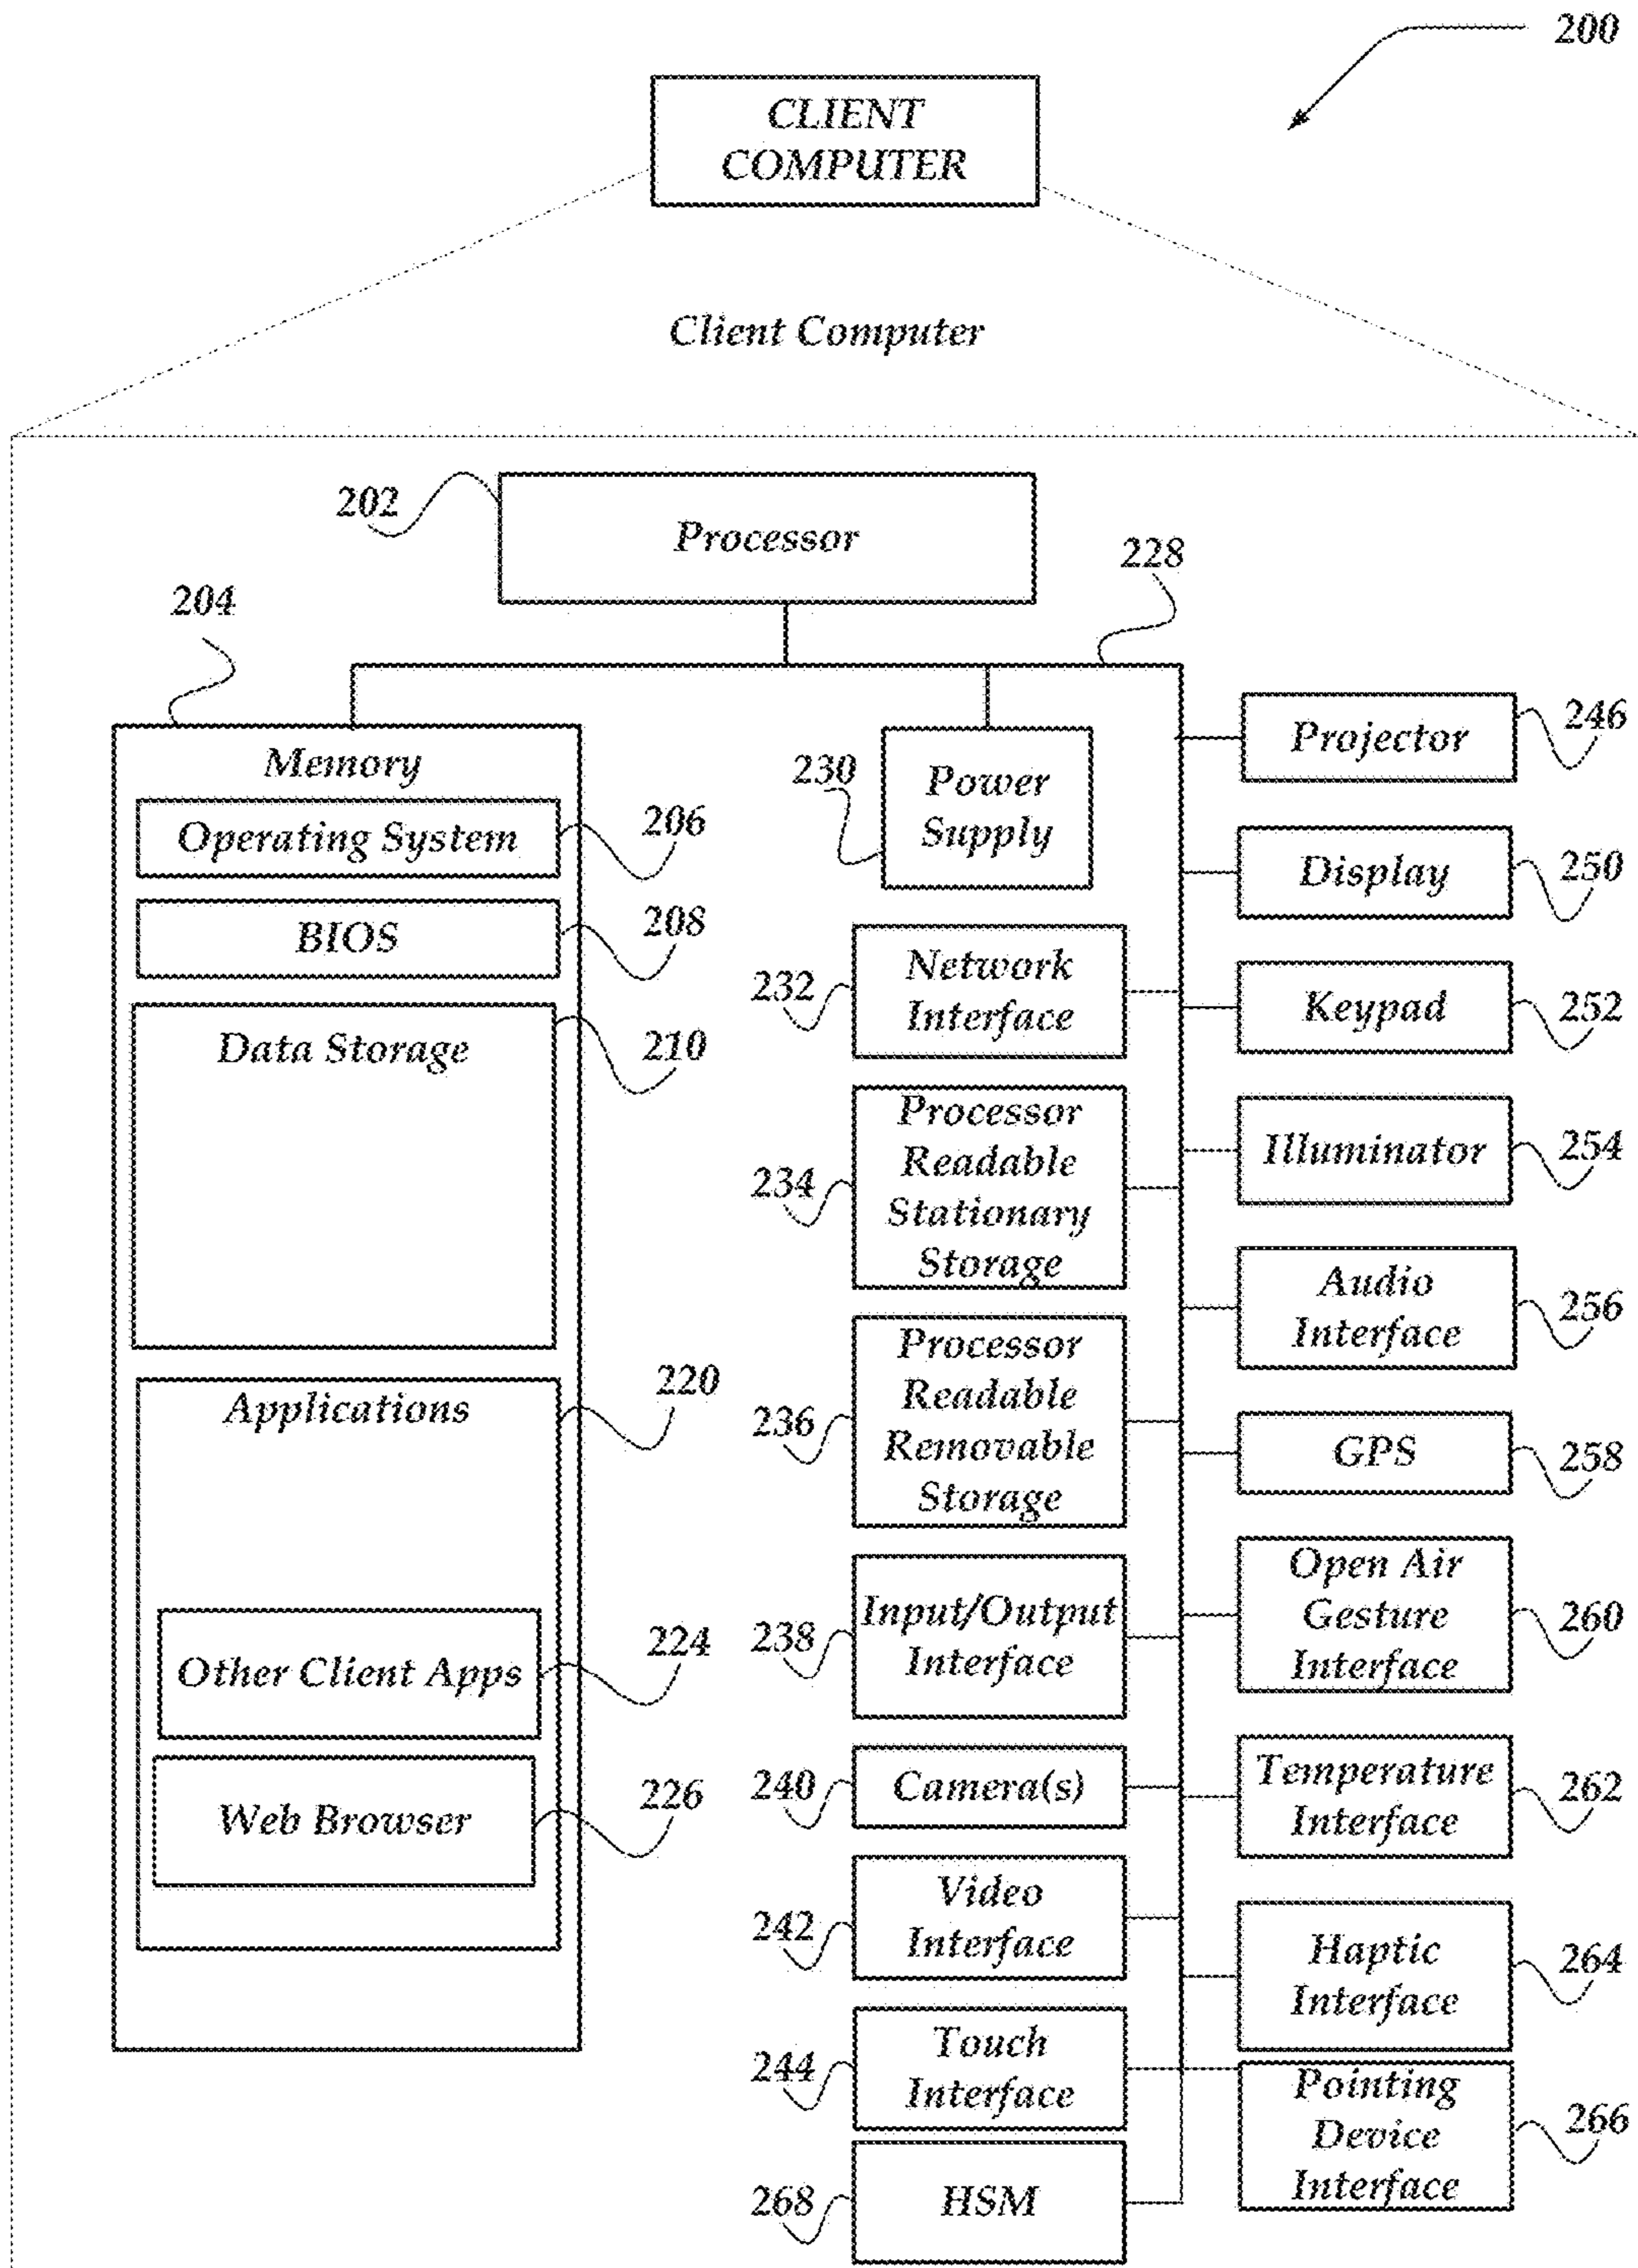 200
CLIENT
COMPUTER
Client Computer
202
Processor
228
204
Memory
Operating System
206
BIOS
208
Data Storage
210
Applications
220
Other Client Apps
224
Web Browser
226
230
Power
Supply
232
Network
Interface
234
Processor
Readable
Stationary
Storage
236
Processor
Readable
Removable
Storage
238
Input/Output
Interface
240
Camera(s)
242
Video
Interface
244
Touch
Interface
268
HSM
Projector
246
Display
250
Keypad
252
Illuminator
254
Audio
Interface
256
GPS
258
Open Air
Gesture
Interface
260
Temperature
Interface
262
Haptic
Interface
264
Pointing
Device
Interface
266